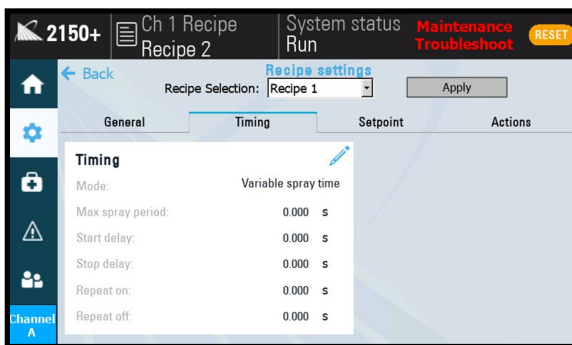 2150+
Ch 1 Recipe
Recipe 2
System status
Run
Maintenance
Troubleshoot
RESET
← Back
Recipe settings
Recipe Selection: Recipe 1
Apply
General Timing Setpoint Actions
Timing
Mode: Variable spray time
Max spray period: 0.000 s
Start delay: 0.000 s
Stop delay: 0.000 s
Repeat on: 0.000 s
Repeat off: 0.000 s
Channel
A